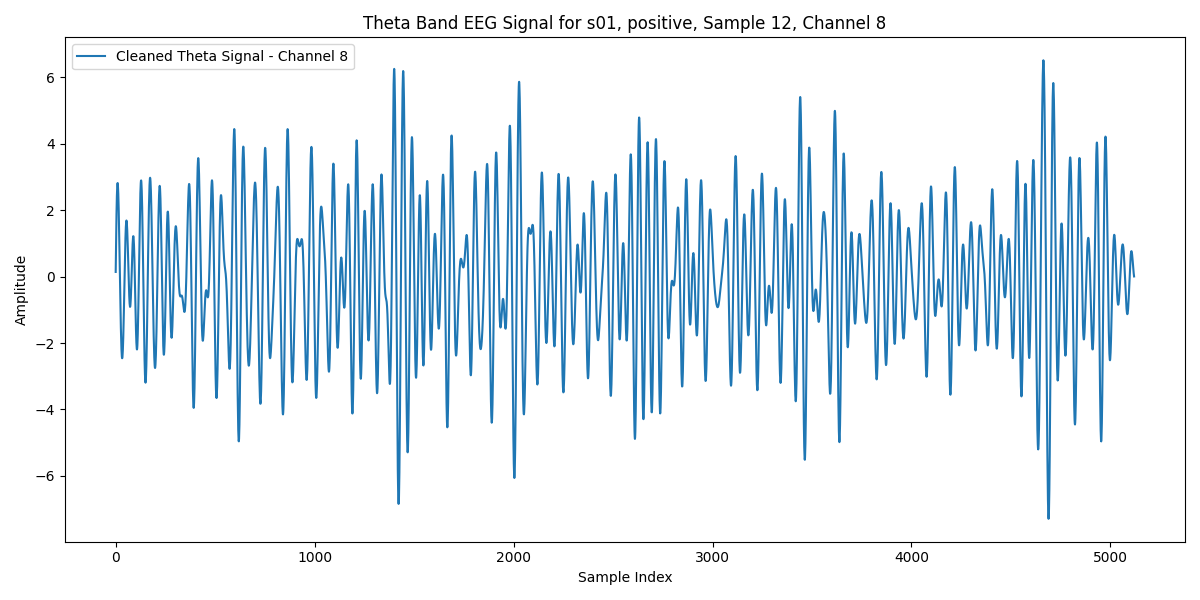 Theta Band EEG Signal for s01, positive, Sample 12, Channel 8
Cleaned Theta Signal - Channel 8
6
4
2
0
−2
−4
−6
Amplitude
0 1000 2000 3000 4000 5000
Sample Index